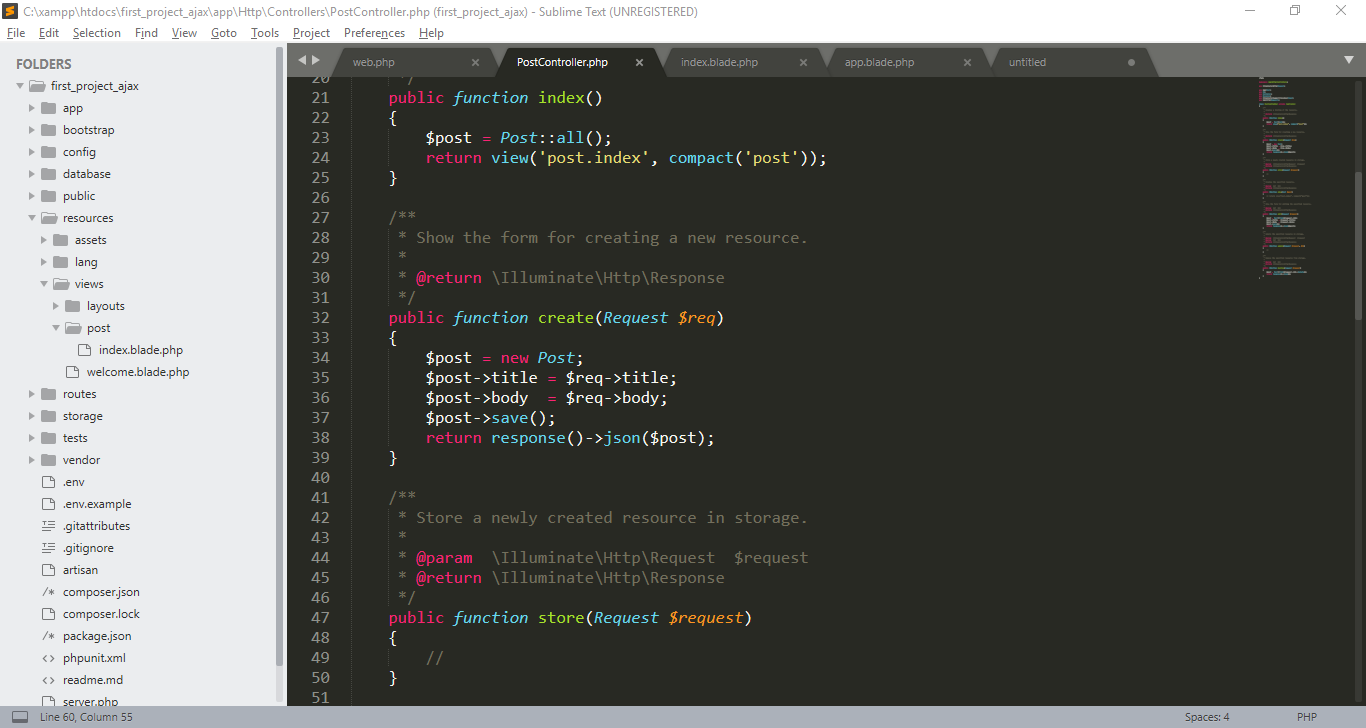 C:\xampp\htdocs\first_project_ajax\app\Http\Controllers\PostController.php (first_project_ajax) - Sublime Text (UNREGISTERED)
File Edit Selection Find View Goto Tools Project Preferences Help
FOLDERS
first_project_ajax
app
bootstrap
config
database
public
resources
assets
lang
views
layouts
post
index.blade.php
welcome.blade.php
routes
storage
tests
vendor
.env
.env.example
.gitattributes
.gitignore
artisan
/* composer.json
composer.lock
/* package.json
<> phpunit.xml
<> readme.md
server.php
web.php PostController.php index.blade.php app.blade.php untitled
20 */
21 public function index()
22 {
23 $post = Post::all();
24 return view('post.index', compact('post'));
25 }
26
27 /**
28 * Show the form for creating a new resource.
29 *
30 * @return \Illuminate\Http\Response
31 */
32 public function create(Request $req)
33 {
34 $post = new Post;
35 $post->title = $req->title;
36 $post->body  = $req->body;
37 $post->save();
38 return response()->json($post);
39 }
40
41 /**
42 * Store a newly created resource in storage.
43 *
44 * @param  \Illuminate\Http\Request  $request
45 * @return \Illuminate\Http\Response
46 */
47 public function store(Request $request)
48 {
49 //
50 }
51
Line 60, Column 55 Spaces: 4 PHP